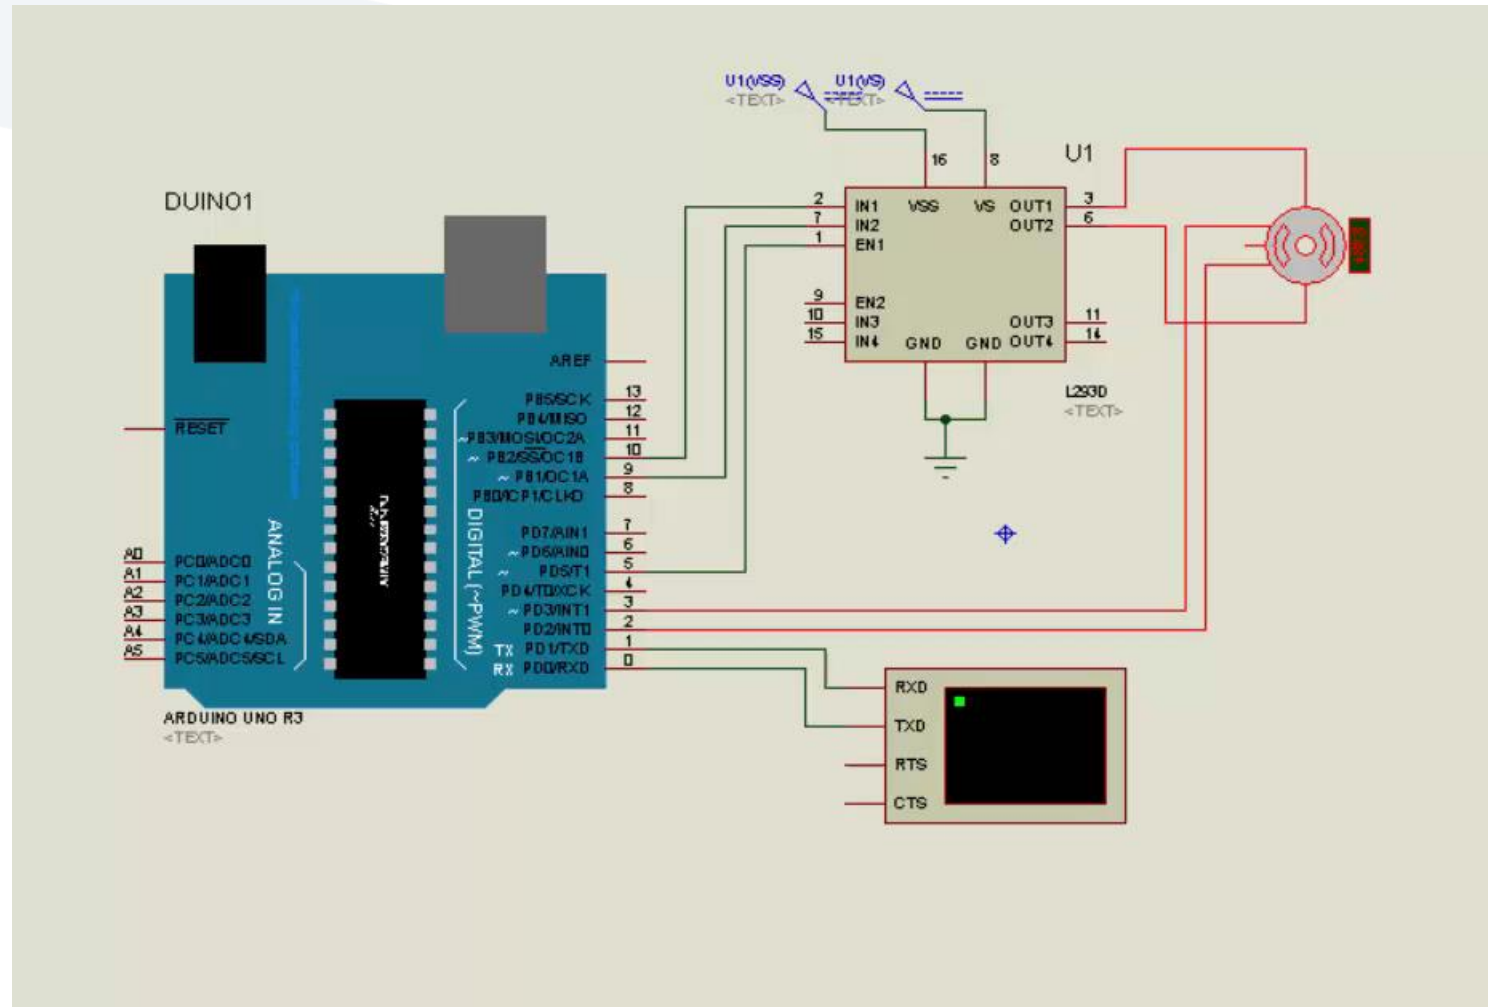 U1(VSS)
<TEXT>
U1(VS)
<TEXT>
DUINO1
U1
16
8
2
7
1
9
10
15
IN1
IN2
EN1
EN2
IN3
IN4
VSS
VS
OUT1
OUT2
OUT3
OUT4
GND
GND
3
6
11
14
L293D
<TEXT>
RESET
AREF
PB5/SCK
PB4/MISO
~PB3/MOSI/OC2A
~ PB2/SS/OC1B
~ PB1/OC1A
PB0/ICP1/CLKO
PD7/AIN1
~PD6/AIN0
~ PD5/T1
PD4/T0/XCK
~ PD3/INT1
PD2/INT0
TX PD1/TXD
RX PD0/RXD
13
12
11
10
9
8
7
6
5
4
3
2
1
0
DIGITAL (~PWM)
ANALOG IN
A0
A1
A2
A3
A4
A5
PC0/ADC0
PC1/ADC1
PC2/ADC2
PC3/ADC3
PC4/ADC4/SDA
PC5/ADC5/SCL
ARDUINO UNO R3
<TEXT>
RXD
TXD
RTS
CTS